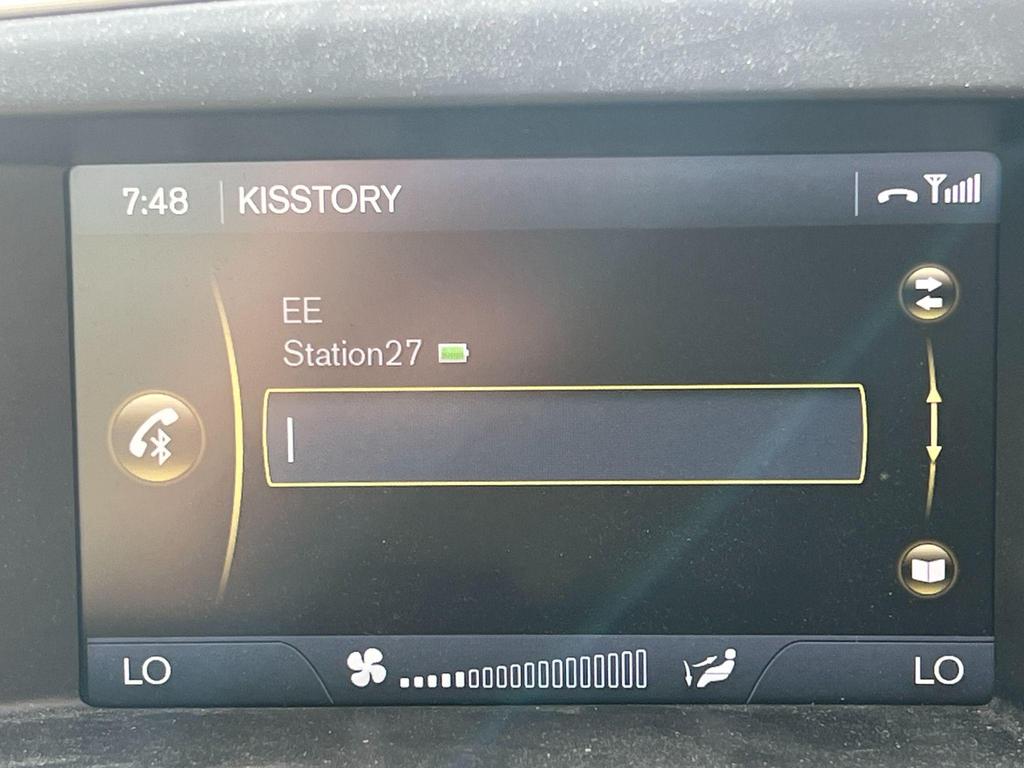 7:48 KISSTORY
EE
Station27
LO LO